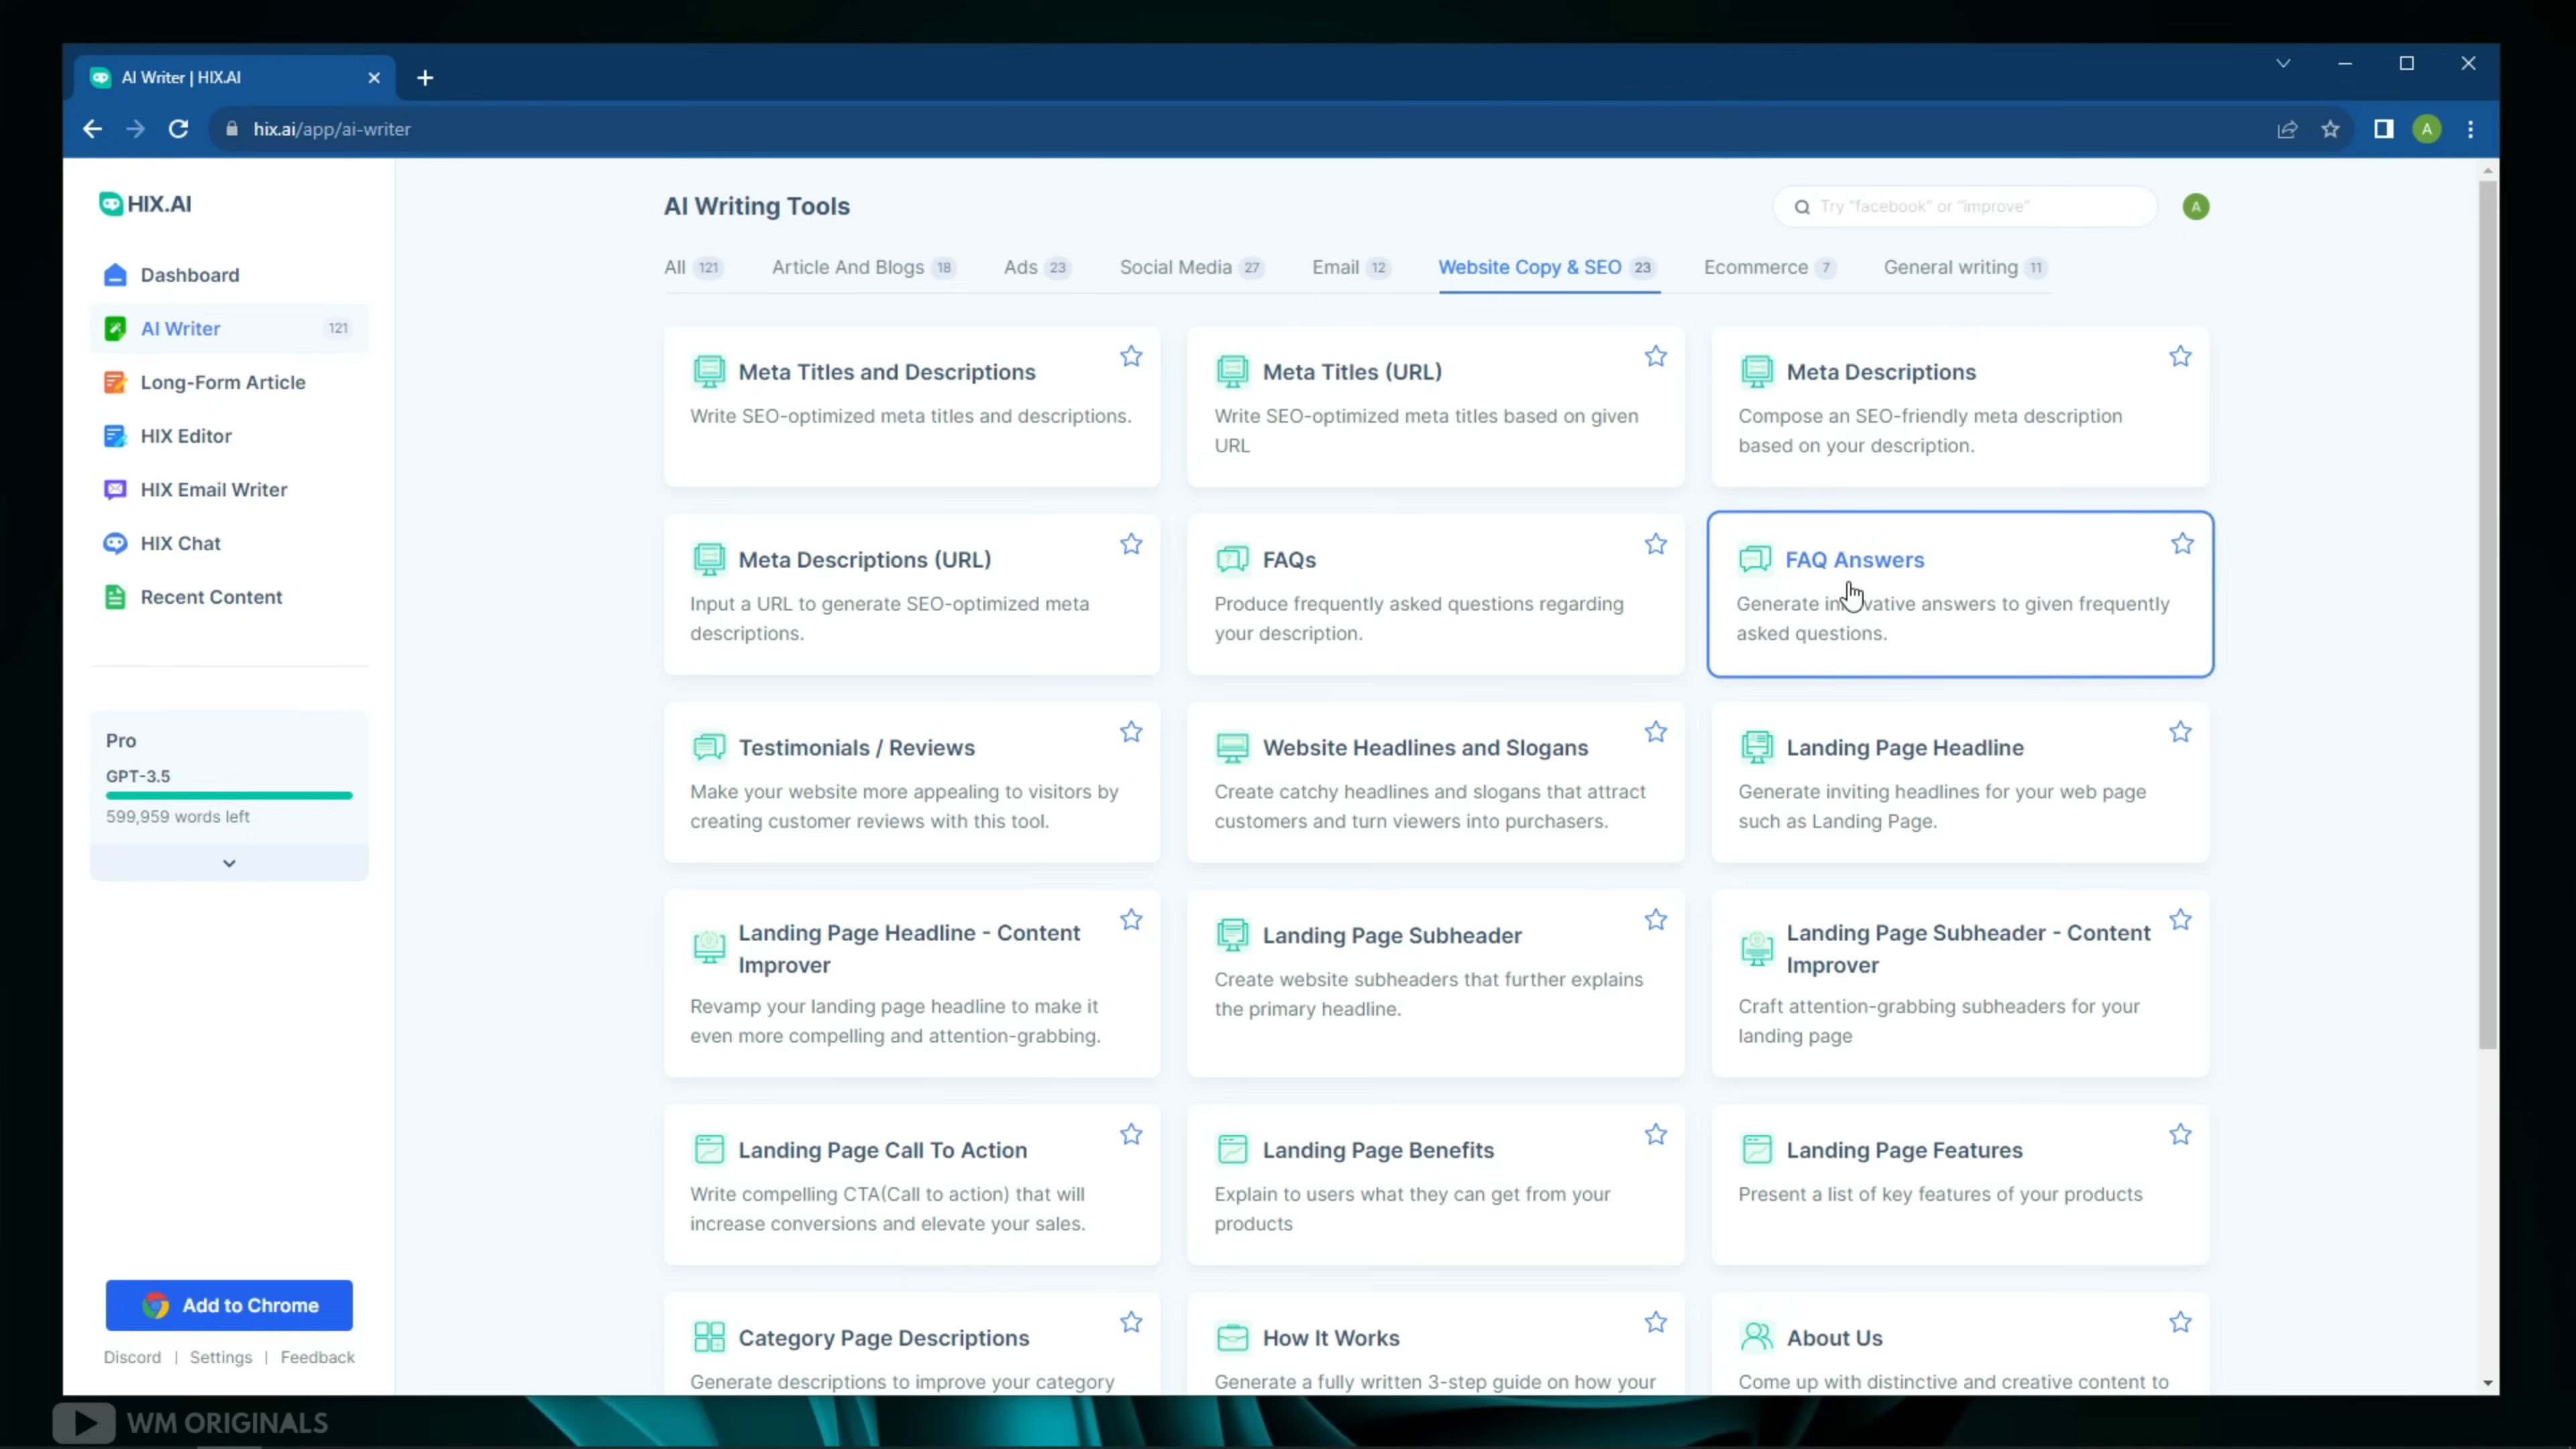 AI Writer | HIX.AI
hix.ai/app/ai-writer
A
HIX.AI
Dashboard
AI Writer 121
Long-Form Article
HIX Editor
HIX Email Writer
HIX Chat
Recent Content
Pro
GPT-3.5
599,959 words left
Add to Chrome
Discord | Settings | Feedback
AI Writing Tools
Try "facebook" or "improve"
A
All 121 Article And Blogs 18 Ads 23 Social Media 27 Email 12 Website Copy & SEO 23 Ecommerce 7 General writing 11
Meta Titles and Descriptions
Write SEO-optimized meta titles and descriptions.
Meta Titles (URL)
Write SEO-optimized meta titles based on given
URL
Meta Descriptions
Compose an SEO-friendly meta description
based on your description.
Meta Descriptions (URL)
Input a URL to generate SEO-optimized meta
descriptions.
FAQs
Produce frequently asked questions regarding
your description.
FAQ Answers
Generate answers to given frequently
asked questions.
Testimonials / Reviews
Make your website more appealing to visitors by
creating customer reviews with this tool.
Website Headlines and Slogans
Create catchy headlines and slogans that attract
customers and turn viewers into purchasers.
Landing Page Headline
Generate inviting headlines for your web page
such as Landing Page.
Landing Page Headline - Content
Improver
Revamp your landing page headline to make it
even more compelling and attention-grabbing.
Landing Page Subheader
Create website subheaders that further explains
the primary headline.
Landing Page Subheader - Content
Improver
Craft attention-grabbing subheaders for your
landing page
Landing Page Call To Action
Write compelling CTA(Call to action) that will
increase conversions and elevate your sales.
Landing Page Benefits
Explain to users what they can get from your
products
Landing Page Features
Present a list of key features of your products
Category Page Descriptions
Generate descriptions to improve your category
How It Works
Generate a fully written 3-step guide on how your
About Us
Come up with distinctive and creative content to
WM ORIGINALS